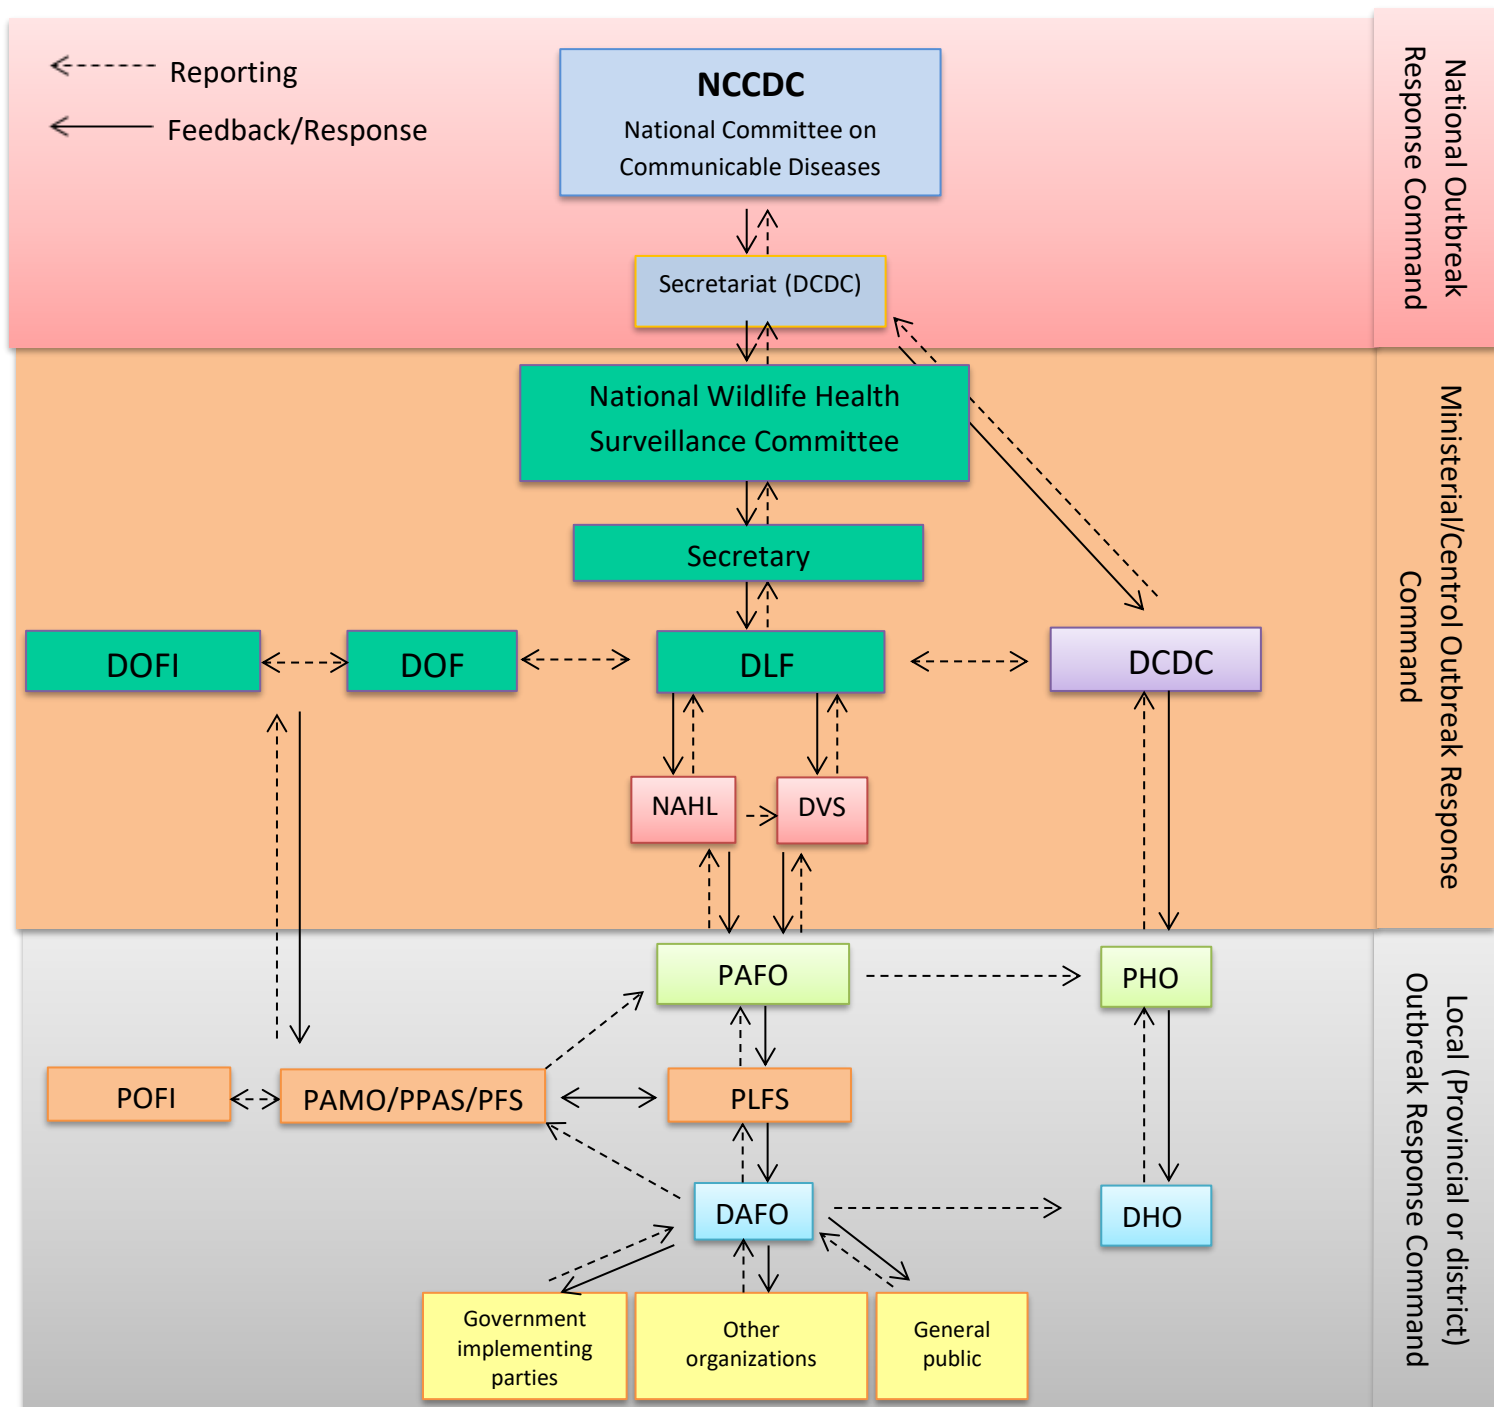 Reporting
Feedback/Response
NCCDC
National Committee on
Communicable Diseases
Secretariat (DCDC)
National Outbreak
Response Command
National Wildlife Health
Surveillance Committee
Secretary
DOFI
DOF
DLF
DCDC
NAHL
DVS
Ministerial/Centrol Outbreak Response
Command
PAFO
PHO
POFI
PAMO/PPAS/PFS
PLFS
DAFO
DHO
Government
implementing
parties
Other
organizations
General
public
Local (Provincial or district)
Outbreak Response Command